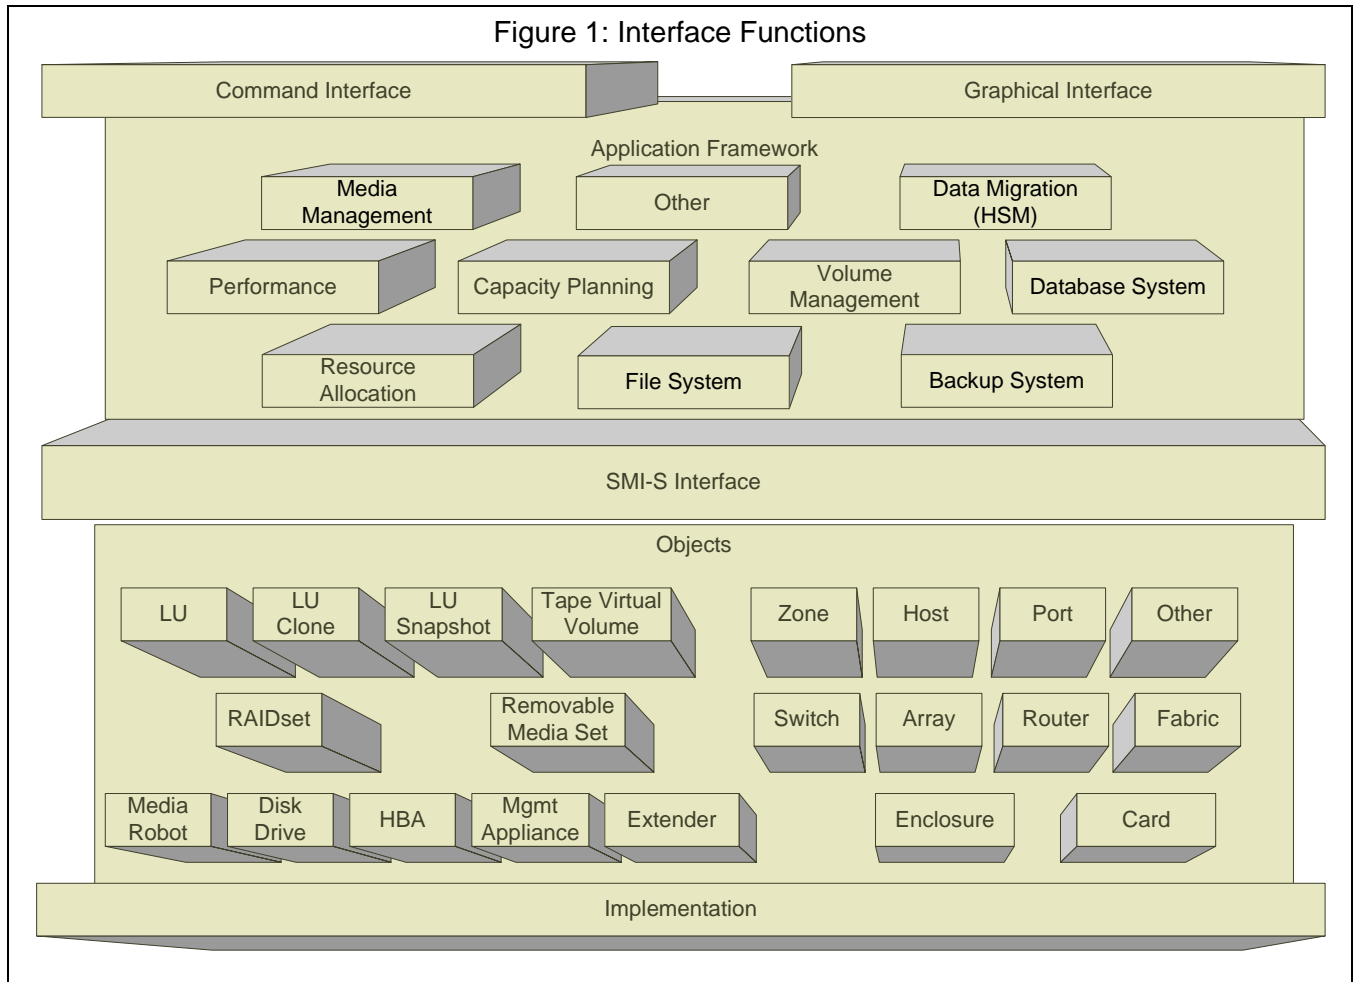 Figure 1: Interface Functions
Command Interface
Graphical Interface
Application Framework
Media
Management
Other
Data Migration
(HSM)
Performance
Capacity Planning
Volume
Management
Database System
Resource
Allocation
File System
Backup System
SMI-S Interface
Objects
LU
LU
Clone
LU
Snapshot
Tape Virtual
Volume
Zone
Host
Port
Other
RAIDset
Removable
Media Set
Switch
Array
Router
Fabric
Media
Robot
Disk
Drive
HBA
Mgmt
Appliance
Extender
Enclosure
Card
Implementation